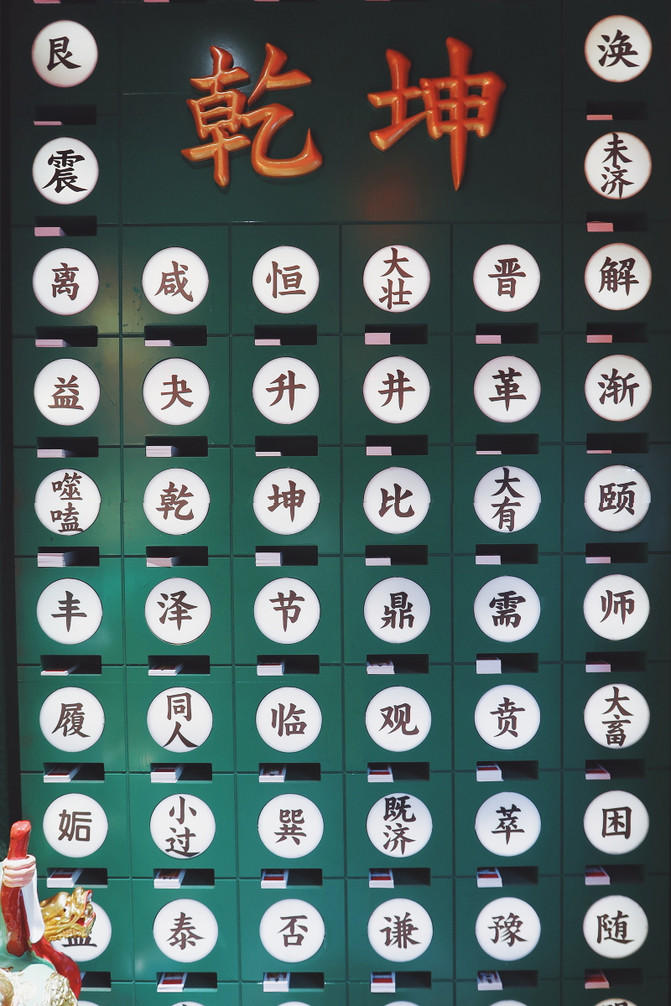 乾坤
艮
涣
震
未济
离
咸
恒
大壮
晋
解
益
夬
升
井
革
渐
噬嗑
乾
坤
比
大有
颐
丰
泽
节
鼎
需
师
履
同人
临
观
贲
大畜
姤
小过
巽
既济
萃
困
泰
否
谦
豫
随